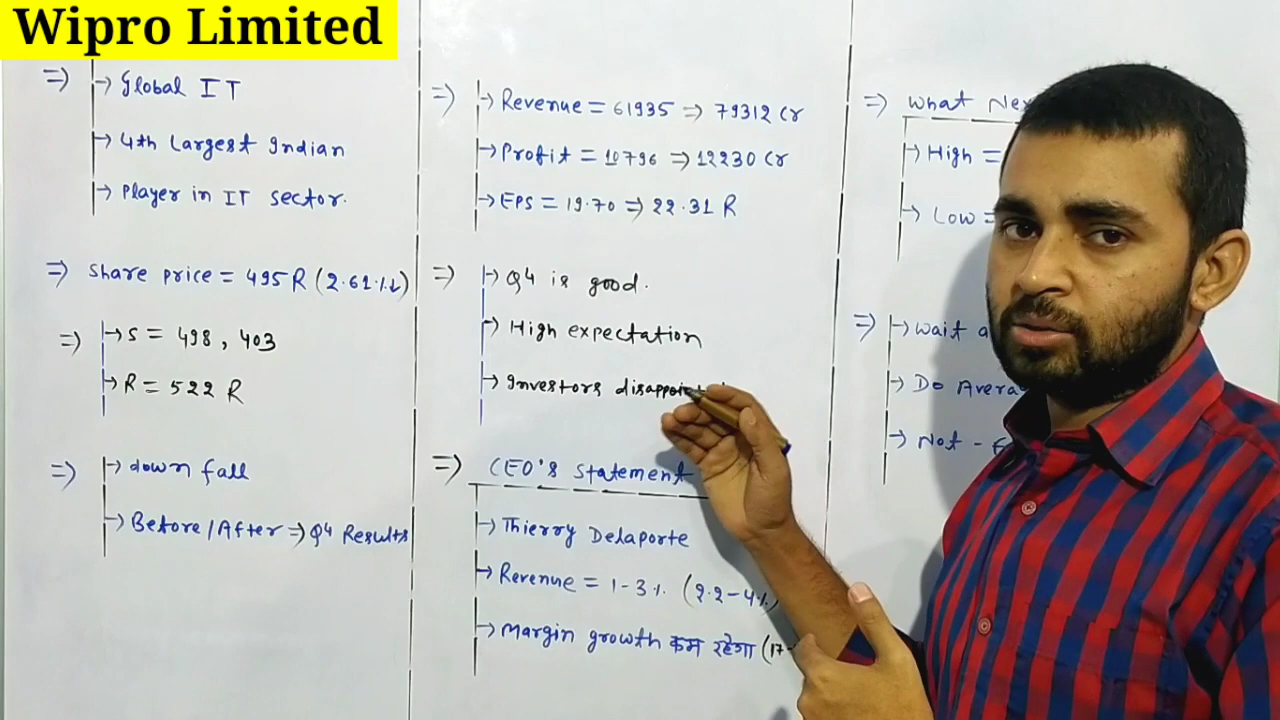 Wipro Limited
=> → Global IT
→ 4th Largest Indian
→ Player in IT sector.
=> Share price = 495 R (2.61%↓)
=> → S = 498, 403
→ R = 522 R
=> → down fall
→ Before/After => Q4 Results
=> → Revenue = 61935 => 79312 Cr
→ Profit = 10796 => 12230 Cr
→ EPS = 19.70 => 22.31 R
=> → Q4 is good.
→ High expectation
→ Investors
=> CEO's Statement
→ Thierry Delaporte
→ Revenue = 1-3% (2.2-4%)
→ Margin growth कम रहेगा (17-
=> What
→ High =
→ Low =
=> → Wait
→ Do
→ Not -